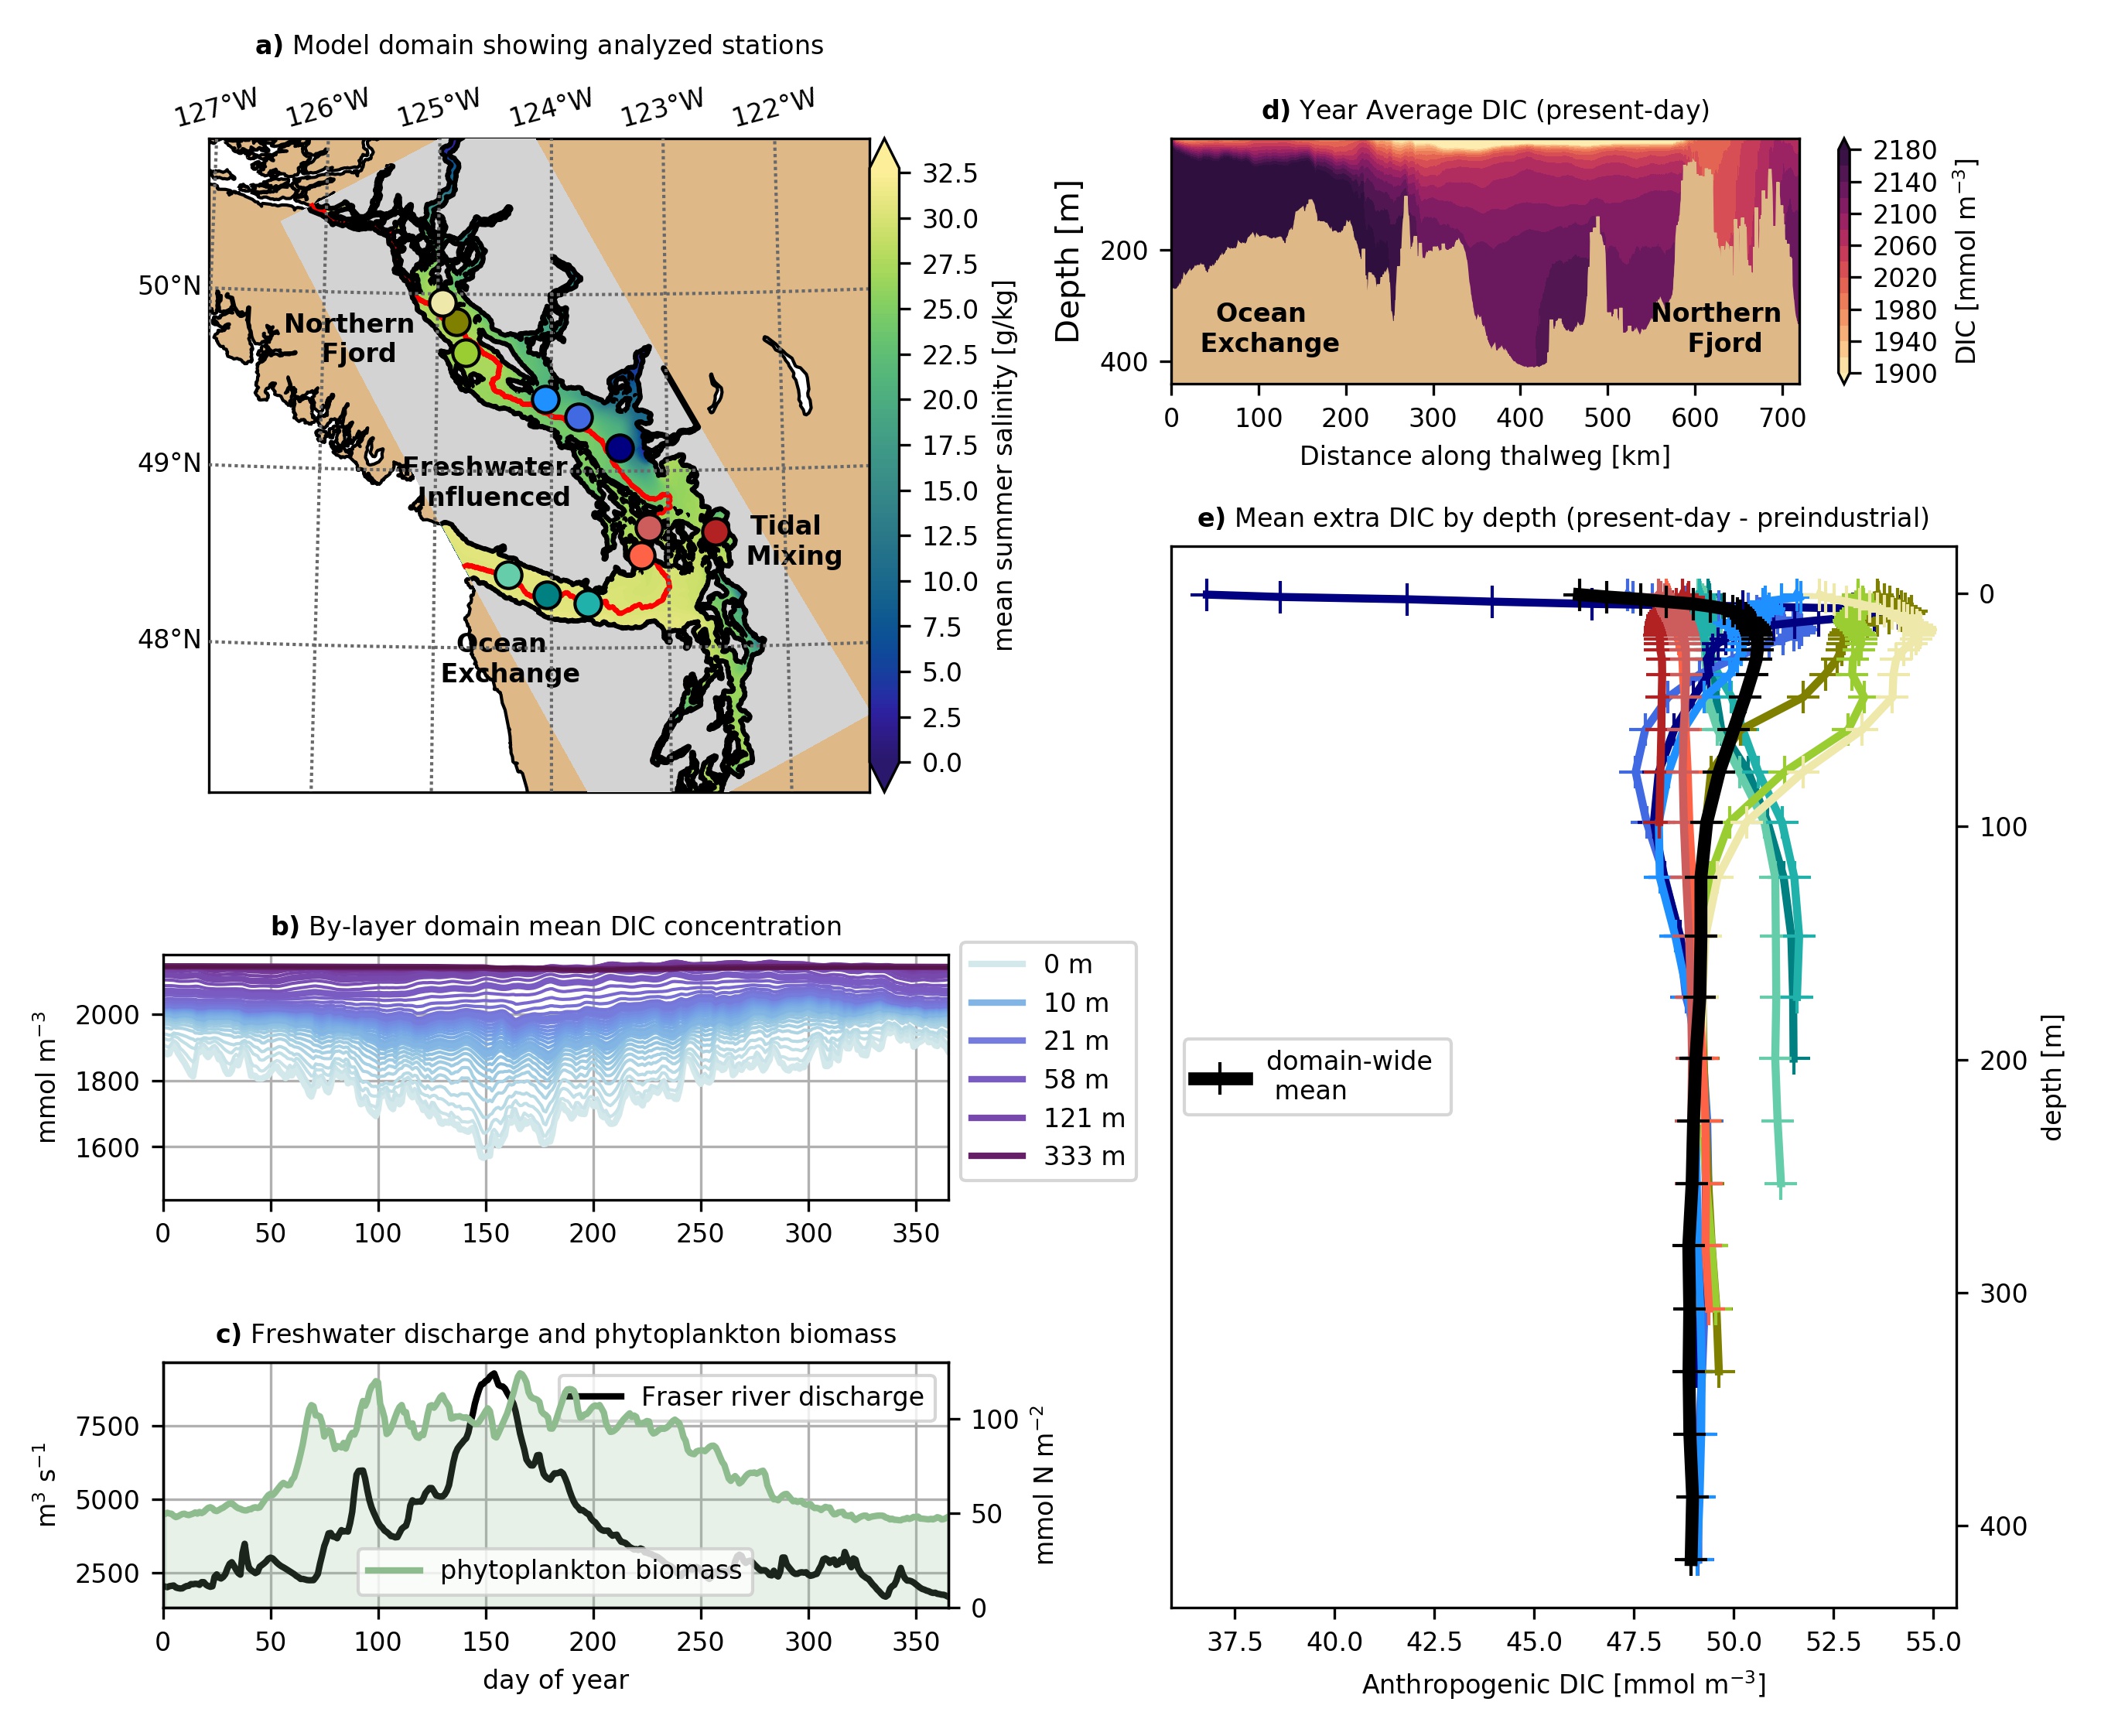 a) Model domain showing analyzed stations
127°W 126°W 125°W 124°W 123°W 122°W
50°N
49°N
48°N
Northern
Fjord
Freshwater
Influenced
Tidal
Mixing
Ocean
Exchange
32.5
30.0
27.5
25.0
22.5
20.0
17.5
15.0
12.5
10.0
7.5
5.0
2.5
0.0
mean summer salinity [g/kg]
b) By-layer domain mean DIC concentration
mmol m⁻³
2000
1800
1600
0 50 100 150 200 250 300 350
0 m
10 m
21 m
58 m
121 m
333 m
c) Freshwater discharge and phytoplankton biomass
m³ s⁻¹
7500
5000
2500
Fraser river discharge
phytoplankton biomass
100
50
0
mmol N m⁻²
0 50 100 150 200 250 300 350
day of year
d) Year Average DIC (present-day)
Depth [m]
200
400
Ocean
Exchange
Northern
Fjord
0 100 200 300 400 500 600 700
Distance along thalweg [km]
2180
2140
2100
2060
2020
1980
1940
1900
DIC [mmol m⁻³]
e) Mean extra DIC by depth (present-day - preindustrial)
domain-wide
mean
0
100
200
300
400
depth [m]
37.5 40.0 42.5 45.0 47.5 50.0 52.5 55.0
Anthropogenic DIC [mmol m⁻³]